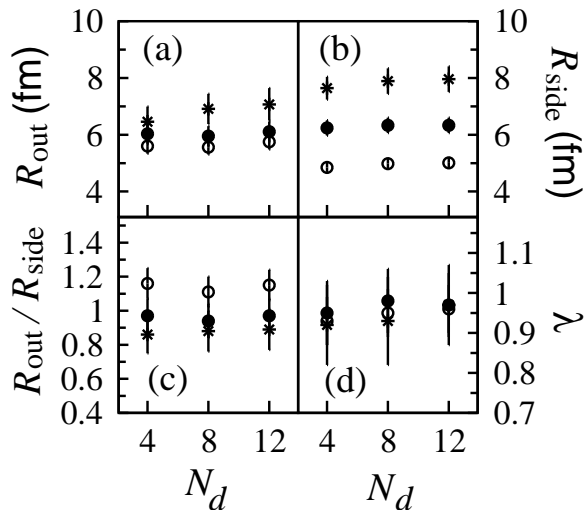 10
8
6
4
R_out (fm)
(a)
(b)
10
8
6
4
R_side (fm)
1.4
1.2
1
0.8
0.6
0.4
R_out / R_side
(c)
(d)
1.1
1
0.9
0.8
0.7
λ
4 8 12
4 8 12
N_d
N_d